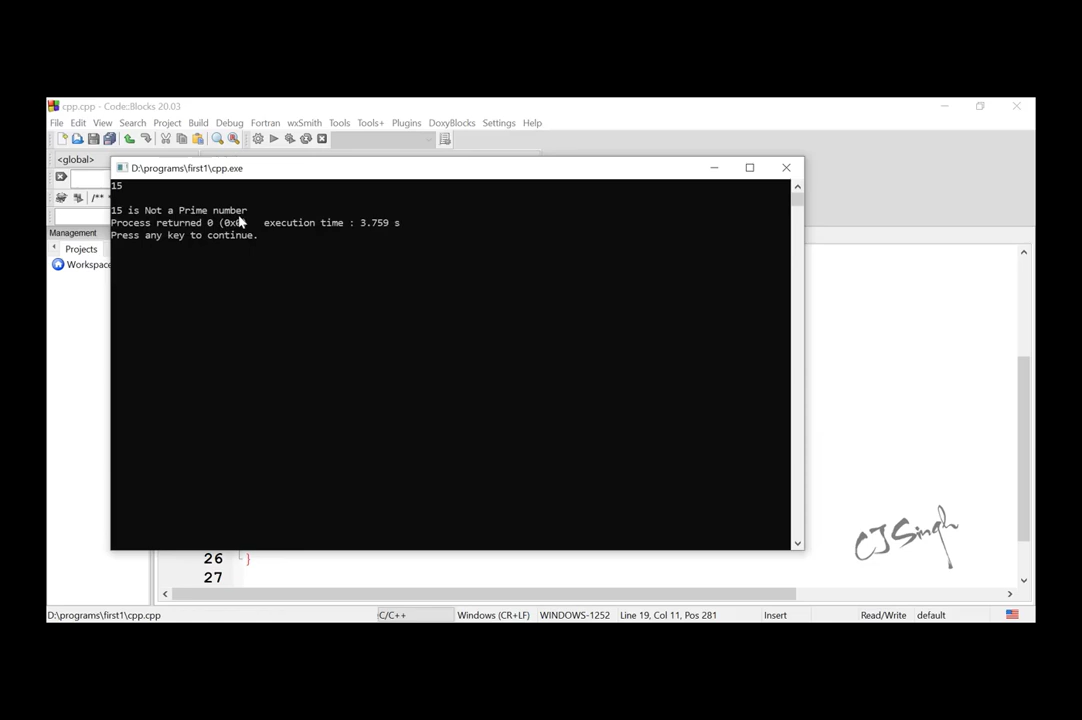 cpp.cpp - Code::Blocks 20.03
File Edit View Search Project Build Debug Fortran wxSmith Tools Tools+ Plugins DoxyBlocks Settings Help
<global>
D:\programs\first1\cpp.exe
/**
15
15 is Not a Prime number
Process returned 0 (0x0) execution time : 3.759 s
Press any key to continue.
Management
Projects
Workspace
CJSingh
26 }
27
D:\programs\first1\cpp.cpp C/C++ Windows (CR+LF) WINDOWS-1252 Line 19, Col 11, Pos 281 Insert Read/Write default